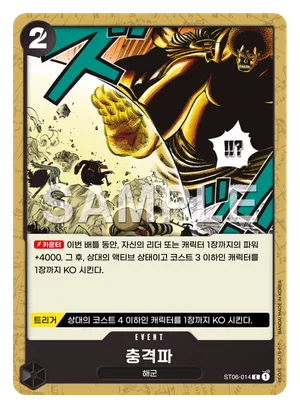 2
!!?
SAMPLE
카운터 이번 배틀 동안, 자신의 리더 또는 캐릭터 1장까지의 파워
+4000. 그 후, 상대의 액티브 상태이고 코스트 3 이하인 캐릭터를
1장까지 KO 시킨다.
트리거 상대의 코스트 4 이하인 캐릭터를 1장까지 KO 시킨다.
EVENT
충격파
해군
ST06-014 C 1